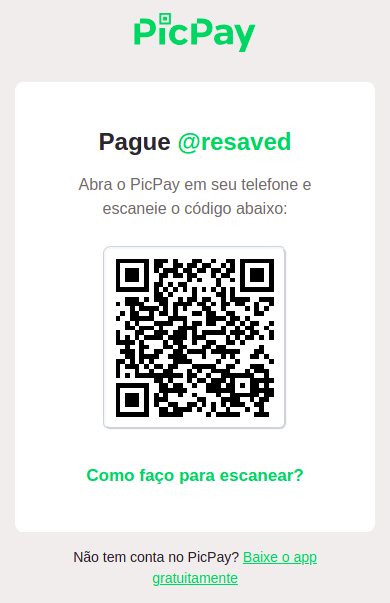 PicPay
Pague @resaved
Abra o PicPay em seu telefone e
escaneie o código abaixo:
Como faço para escanear?
Não tem conta no PicPay? Baixe o app
gratuitamente